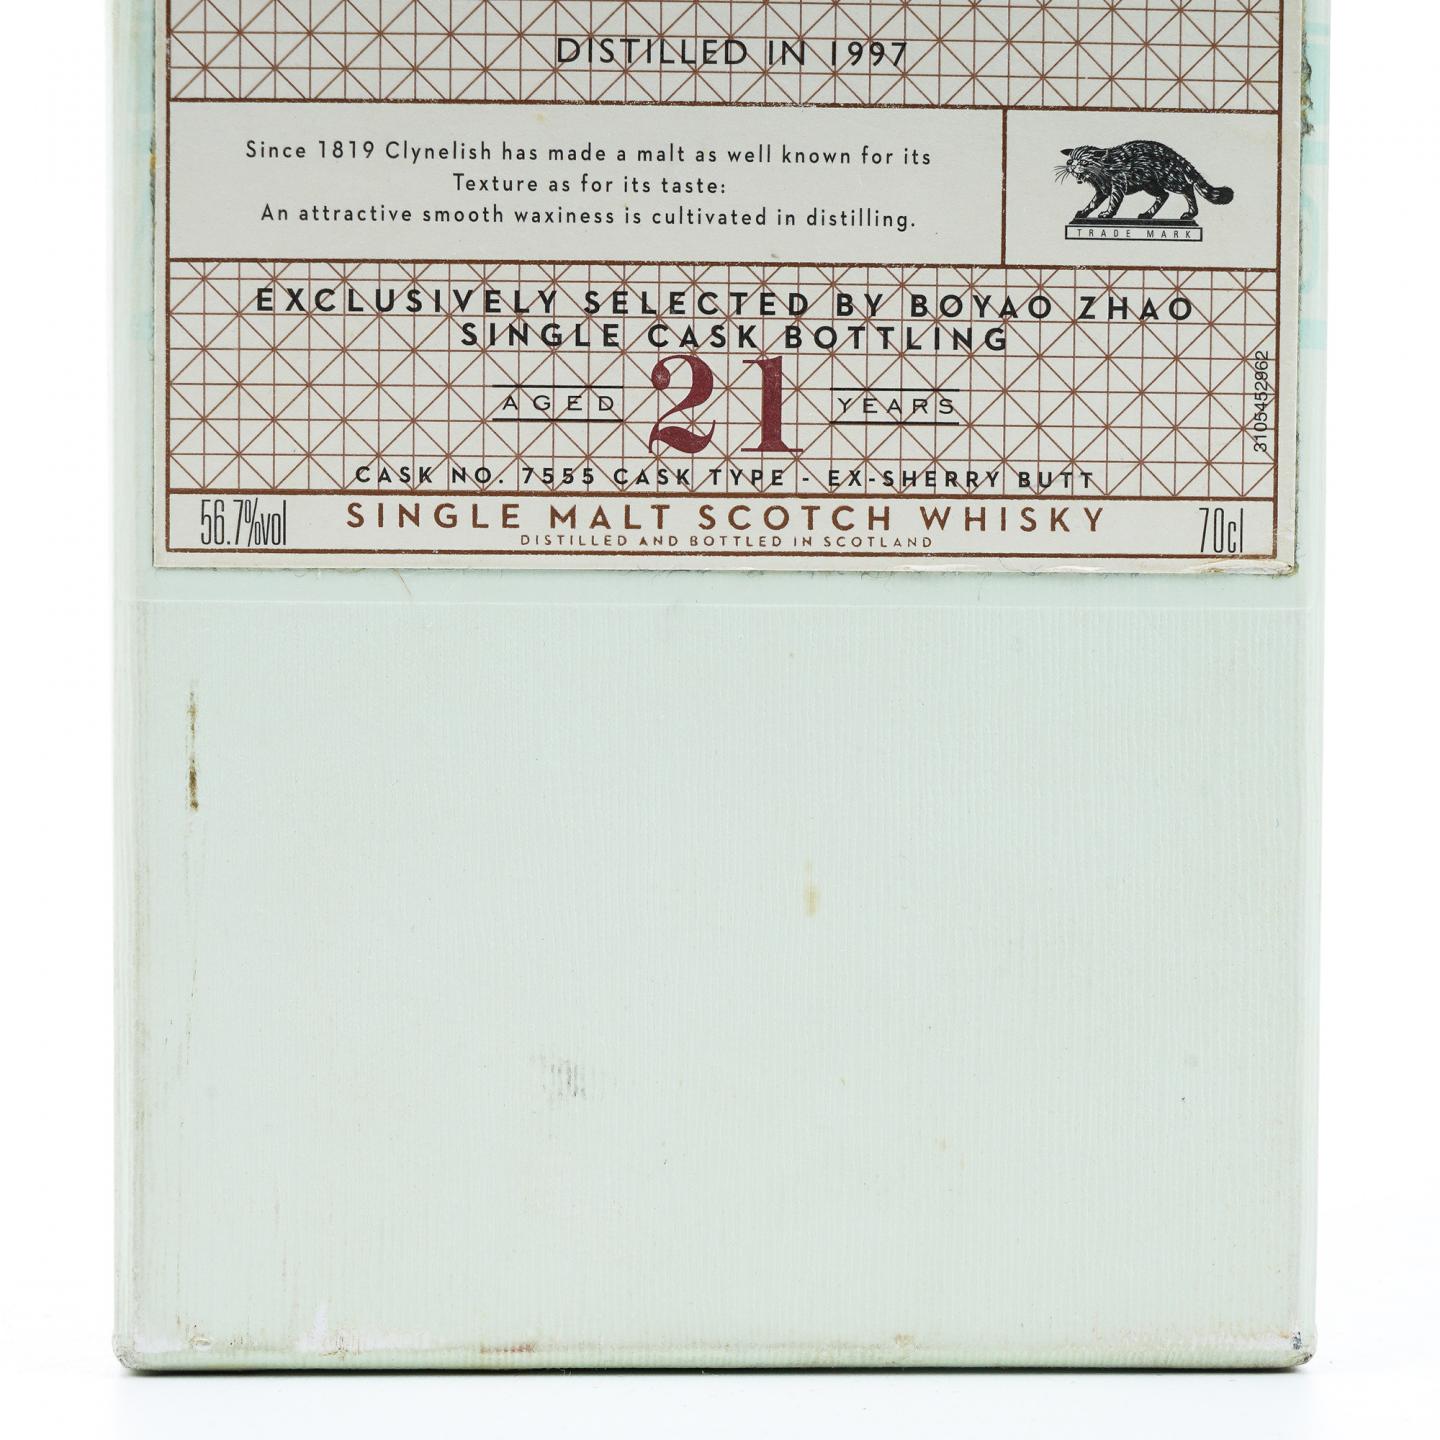 DISTILLED IN 1997
Since 1819 Clynelish has made a malt as well known for its
Texture as for its taste:
An attractive smooth waxiness is cultivated in distilling.
TRADE MARK
EXCLUSIVELY SELECTED BY BOYAO ZHAO
SINGLE CASK BOTTLING
AGED 21 YEARS
3105452962
CASK NO. 7555 CASK TYPE - EX-SHERRY BUTT
56.7%vol SINGLE MALT SCOTCH WHISKY 70cl
DISTILLED AND BOTTLED IN SCOTLAND